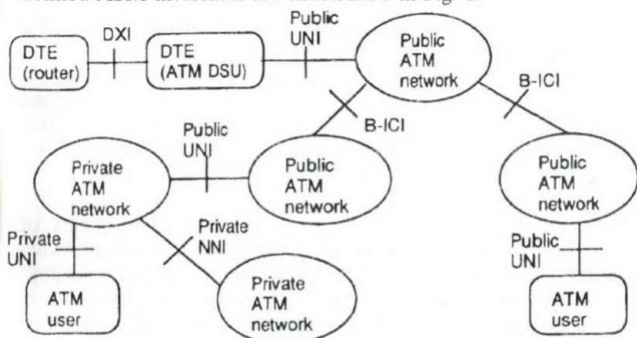 DTE
(router)
DXI
DTE
(ATM DSU)
Public
UNI
Public
ATM
network
B-ICI
B-ICI
Public
UNI
Private
ATM
network
Public
ATM
network
Public
ATM
network
Private
UNI
Private
NNI
Public
UNI
ATM
user
Private
ATM
network
ATM
user